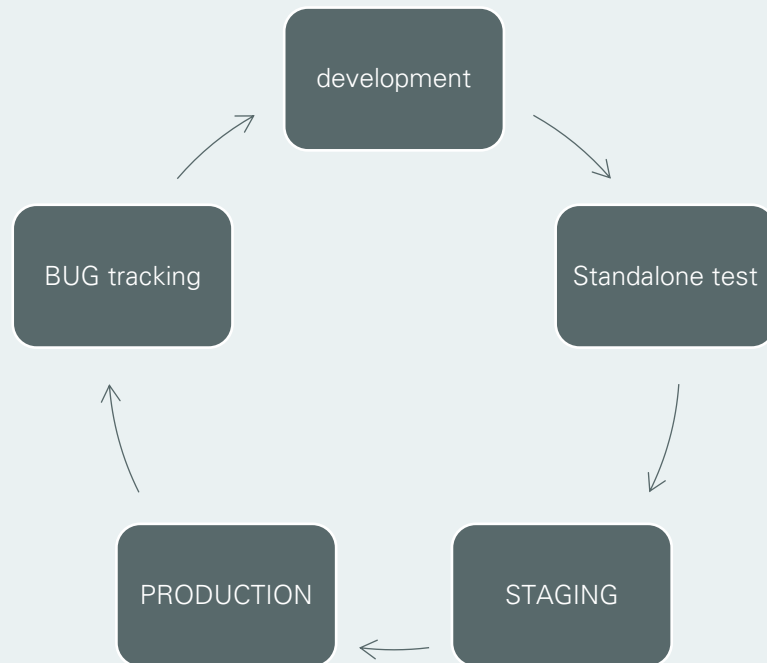 development
BUG tracking
Standalone test
PRODUCTION
STAGING